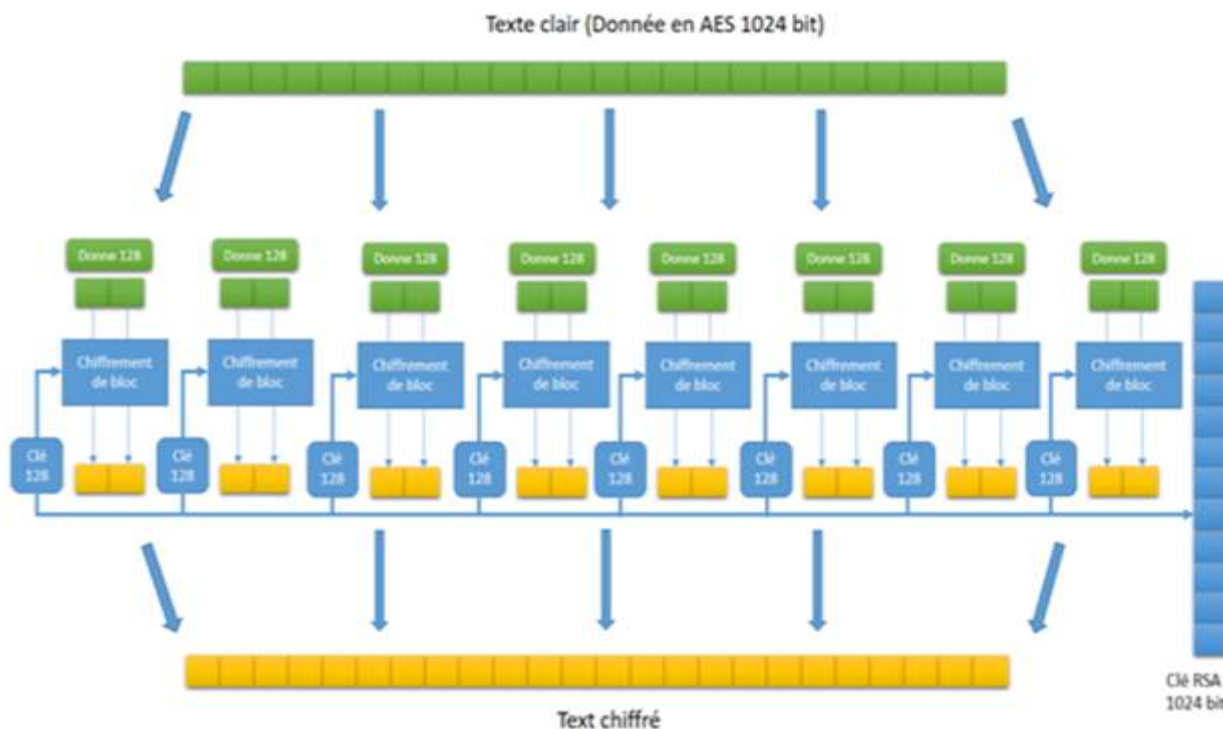 Texte clair (Donnée en AES 1024 bit)
Donne 128
Donne 128
Donne 128
Donne 128
Donne 128
Donne 128
Donne 128
Donne 128
Chiffrement
de bloc
Chiffrement
de bloc
Chiffrement
de bloc
Chiffrement
de bloc
Chiffrement
de bloc
Chiffrement
de bloc
Chiffrement
de bloc
Chiffrement
de bloc
Clé
128
Clé
128
Clé
128
Clé
128
Clé
128
Clé
128
Clé
128
Clé
128
Clé RSA
1024 bit
Text chiffré